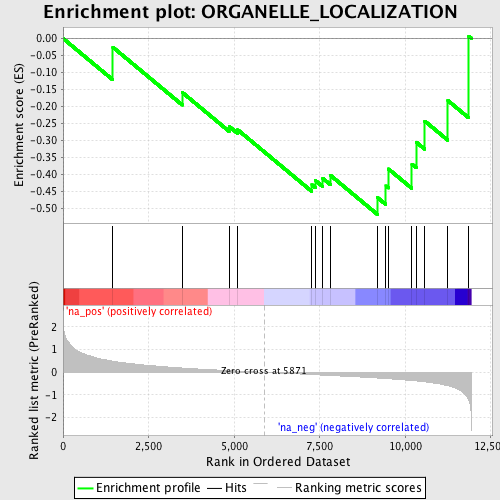 Enrichment plot: ORGANELLE_LOCALIZATION
Enrichment score (ES)
0.00
-0.05
-0.10
-0.15
-0.20
-0.25
-0.30
-0.35
-0.40
-0.45
-0.50
'na_pos' (positively correlated)
Ranked list metric (PreRanked)
2
1
0
-1
-2
Zero cross at 5871
'na_neg' (negatively correlated)
0
2,500
5,000
7,500
10,000
12,500
Rank in Ordered Dataset
Enrichment profile
Hits
Ranking metric scores